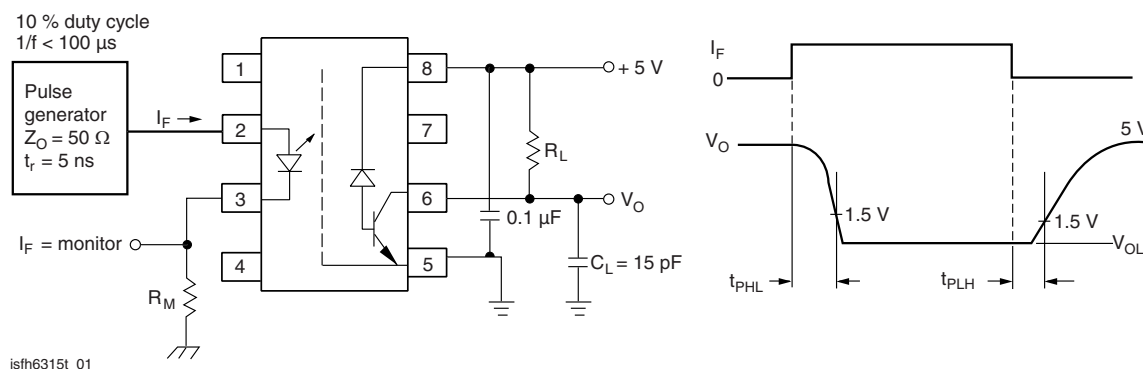 10 % duty cycle
1/f < 100 μs
Pulse
generator
Z_O = 50 Ω
t_r = 5 ns
I_F
1
2
3
4
8
7
6
5
+ 5 V
R_L
V_O
0.1 μF
C_L = 15 pF
I_F = monitor
R_M
I_F
0
V_O
5 V
1.5 V
1.5 V
V_OL
t_PHL
t_PLH
isfh6315t_01